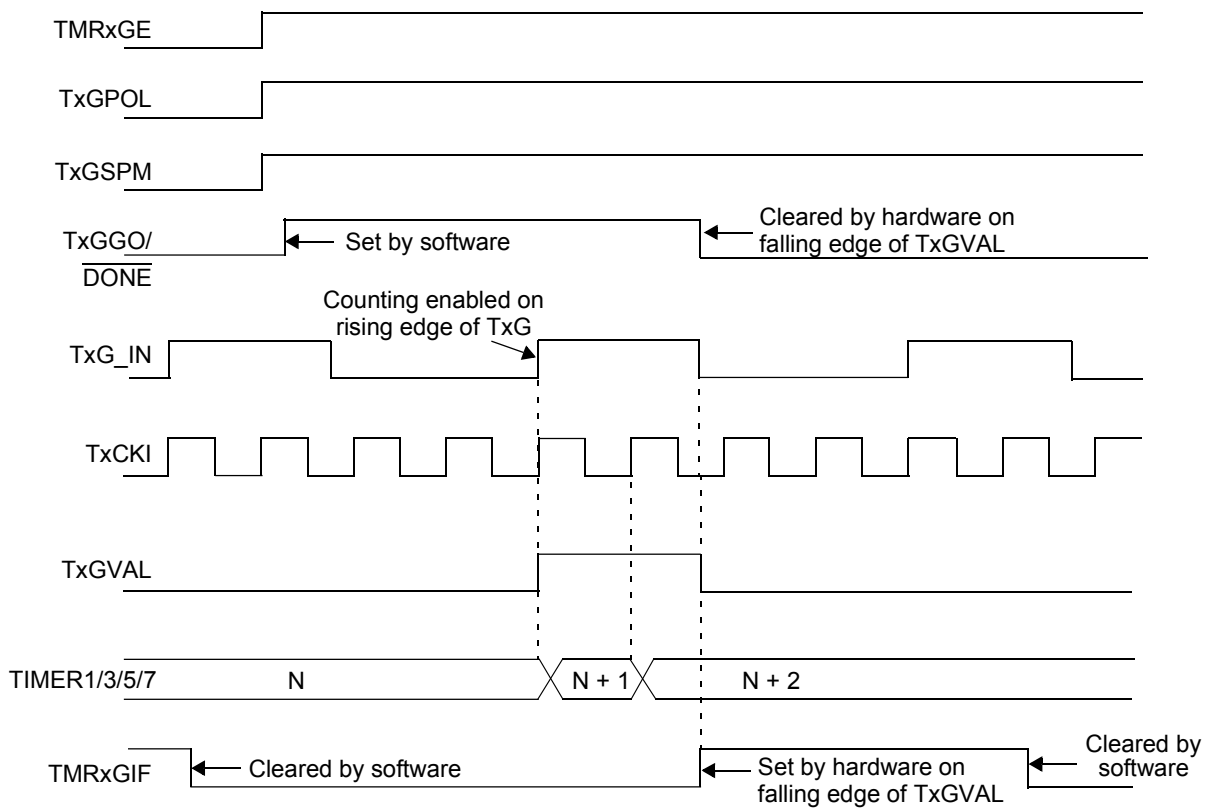 TMRxGE
TxGPOL
TxGSPM
TxGGO/
DONE
Set by software
Cleared by hardware on
falling edge of TxGVAL
Counting enabled on
rising edge of TxG
TxG_IN
TxCKI
TxGVAL
TIMER1/3/5/7
N
N + 1
N + 2
TMRxGIF
Cleared by software
Set by hardware on
falling edge of TxGVAL
Cleared by
software